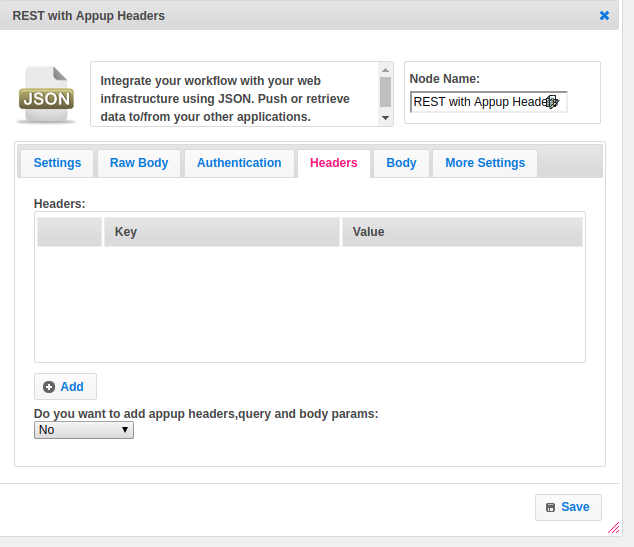 REST with Appup Headers
JSON
Integrate your workflow with your web
infrastructure using JSON. Push or retrieve
data to/from your other applications.
Node Name:
REST with Appup Headers
Settings
Raw Body
Authentication
Headers
Body
More Settings
Headers:
Key
Value
Add
Do you want to add appup headers,query and body params:
No
Save